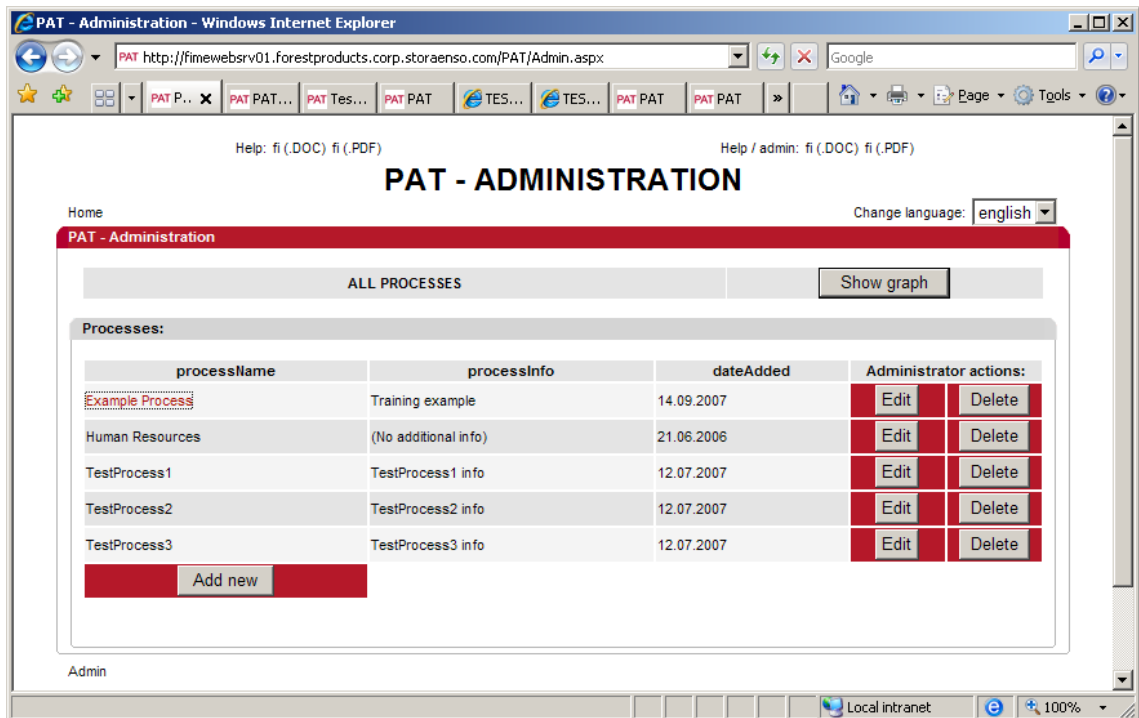 PAT - Administration - Windows Internet Explorer
PAT http://fimewebsrv01.forestproducts.corp.storaenso.com/PAT/Admin.aspx Google
PAT P.. PAT PAT... PAT Tes... PAT PAT TES... TES... PAT PAT PAT PAT » Page Tools
Help: fi (.DOC) fi (.PDF) Help / admin: fi (.DOC) fi (.PDF)
PAT - ADMINISTRATION
Home Change language: english
PAT - Administration
ALL PROCESSES Show graph
Processes:
processName processInfo dateAdded Administrator actions:
Example Process Training example 14.09.2007 Edit Delete
Human Resources (No additional info) 21.06.2006 Edit Delete
TestProcess1 TestProcess1 info 12.07.2007 Edit Delete
TestProcess2 TestProcess2 info 12.07.2007 Edit Delete
TestProcess3 TestProcess3 info 12.07.2007 Edit Delete
Add new
Admin
Local intranet 100%